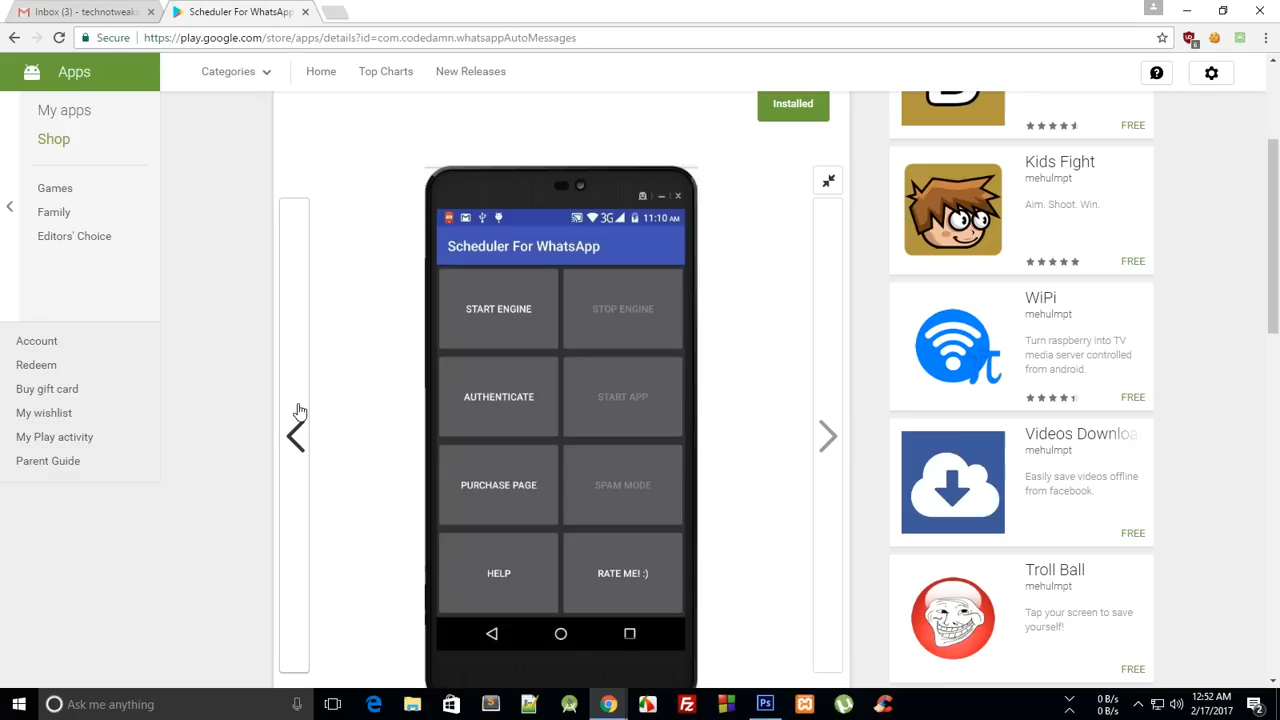 Inbox (3) - technotweaks
Scheduler For WhatsApp
Secure
https://play.google.com/store/apps/details?id=com.codedamn.whatsappAutoMessages
6
Apps
Categories
Home
Top Charts
New Releases
My apps
Shop
Games
Family
Editors' Choice
Account
Redeem
Buy gift card
My wishlist
My Play activity
Parent Guide
Installed
3G
11:10 AM
Scheduler For WhatsApp
START ENGINE
STOP ENGINE
AUTHENTICATE
START APP
PURCHASE PAGE
SPAM MODE
HELP
RATE ME! :)
FREE
Kids Fight
mehulmpt
Aim. Shoot. Win.
FREE
WiPi
mehulmpt
Turn raspberry into TV
media server controlled
from android.
FREE
Videos Downloa
mehulmpt
Easily save videos offline
from facebook.
FREE
Troll Ball
mehulmpt
Tap your screen to save
yourself!
FREE
Ask me anything
0 B/s
0 B/s
12:52 AM
2/17/2017